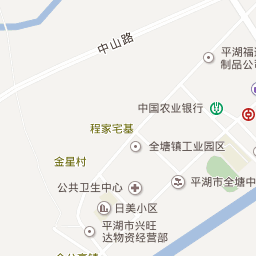 中山路
平湖福
制品公
中国农业银行
程家宅基
全塘镇工业园区
金星村
平湖市全塘中
公共卫生中心
日美小区
平湖市兴旺
达物资经营部